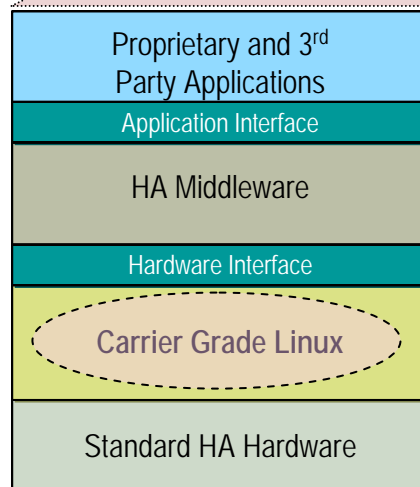 Proprietary and 3rd
Party Applications
Application Interface
HA Middleware
Hardware Interface
Carrier Grade Linux
Standard HA Hardware